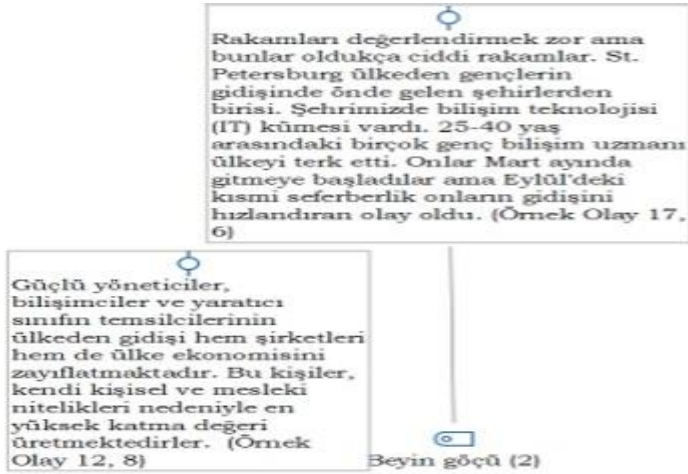 Rakamları değerlendirmek zor ama
bunlar oldukça ciddi rakamlar. St.
Petersburg ülkeden gençlerin
gidişinde önde gelen şehirlerden
birisi. Şehrimizde bilişim teknolojisi
(IT) kümesi vardı. 25-40 yaş
arasındaki birçok genç bilişim uzmanı
ülkeyi terk etti. Onlar Mart ayında
gitmeye başladılar ama Eylül'deki
kısmi seferberlik onların gidişini
hızlandıran olay oldu. (Örnek Olay 17,
6)
Güçlü yöneticiler,
bilişimciler ve yaratıcı
sınıfın temsilcilerinin
ülkeden gidişi hem şirketleri
hem de ülke ekonomisini
zayıflatmaktadır. Bu kişiler,
kendi kişisel ve mesleki
nitelikleri nedeniyle en
yüksek katma değeri
üretmektedirler. (Örnek
Olay 12, 8)
Beyin göçü (2)